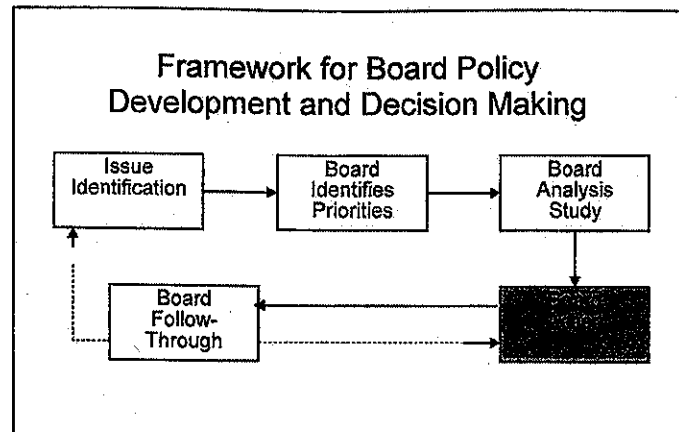 Framework for Board Policy
Development and Decision Making
Issue
Identification
Board
Identifies
Priorities
Board
Analysis
Study
Board
Follow-
Through